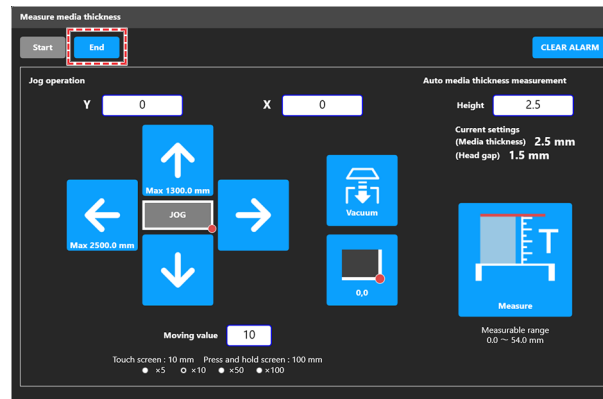 Measure media thickness
Start
End
CLEAR ALARM
Jog operation
Auto media thickness measurement
Y 0 X 0
Height 2.5
Current settings
(Media thickness) 2.5 mm
(Head gap) 1.5 mm
Max 1300.0 mm
JOG
Max 2500.0 mm
Vacuum
0,0
T
Measure
Measurable range
0.0 ~ 54.0 mm
Moving value 10
Touch screen : 10 mm Press and hold screen : 100 mm
×5 ×10 ×50 ×100